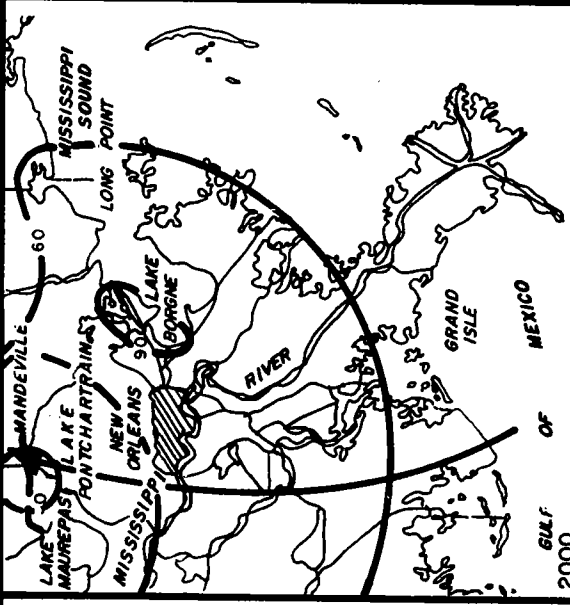 MISSISSIPPI
SOUND
LONG POINT
60
LAKE
BORGNE
90
MANDEVILLE
LAKE
PONTCHARTRAIN
NEW
ORLEANS
LAKE
MAUREPAS
MISSISSIPPI
RIVER
GRAND
ISLE
GULF OF MEXICO
2000